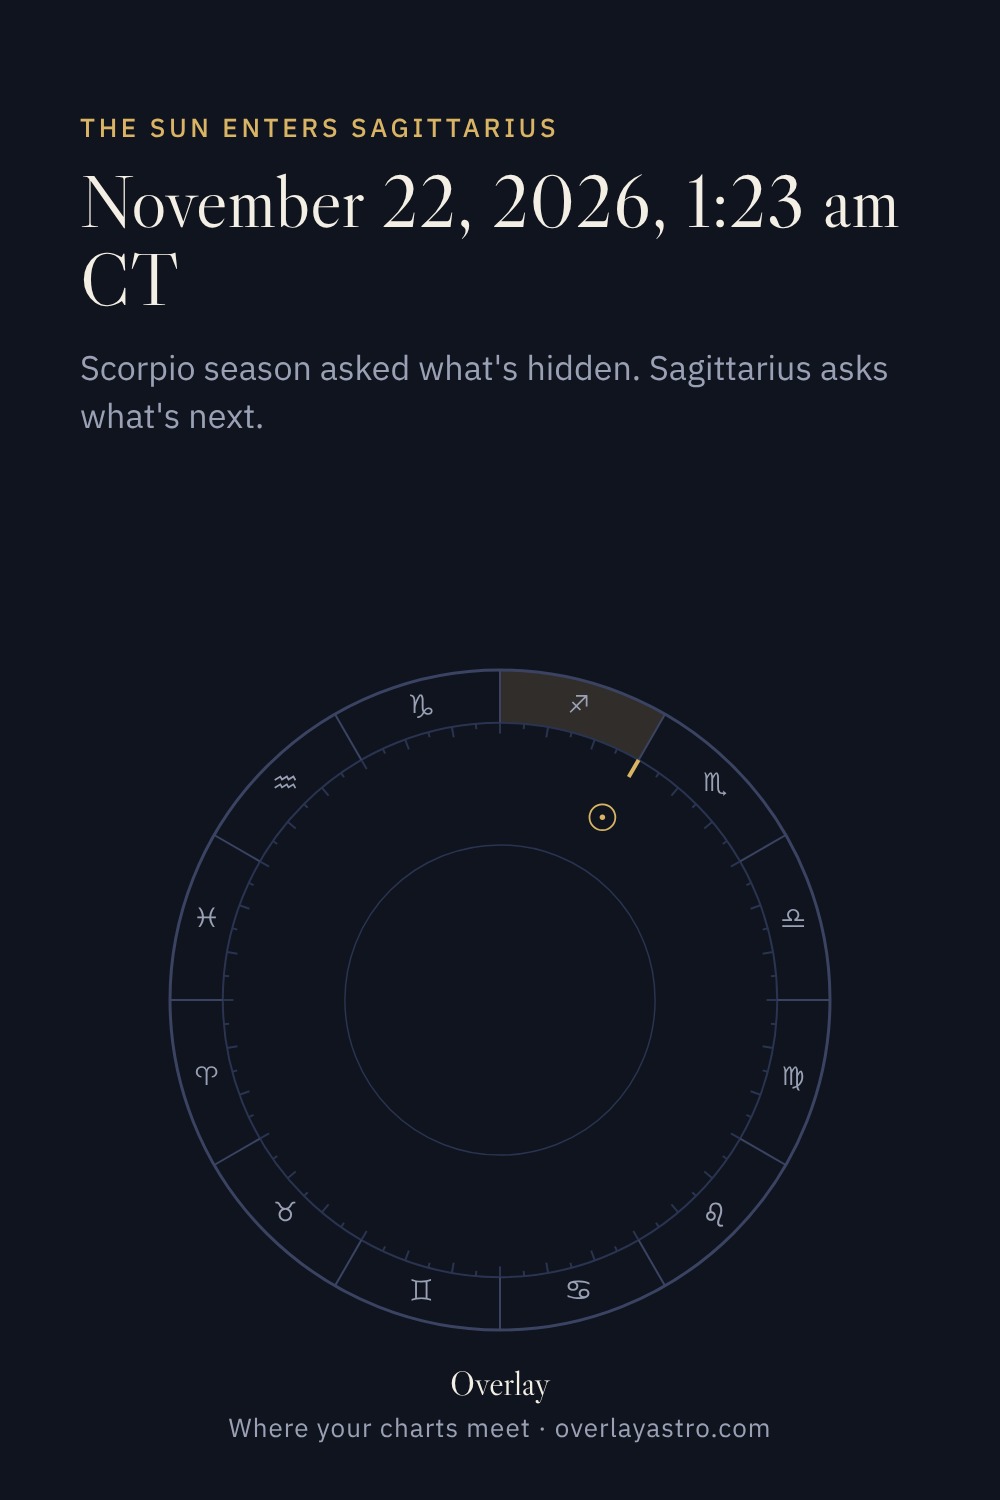 THE SUN ENTERS SAGITTARIUS
November 22, 2026, 1:23 am
CT
Scorpio season asked what's hidden. Sagittarius asks
what's next.
♑ ♐
♒ ♏
♓ ♎
♈ ♍
♉ ♌
♊ ♋
Overlay
Where your charts meet · overlayastro.com